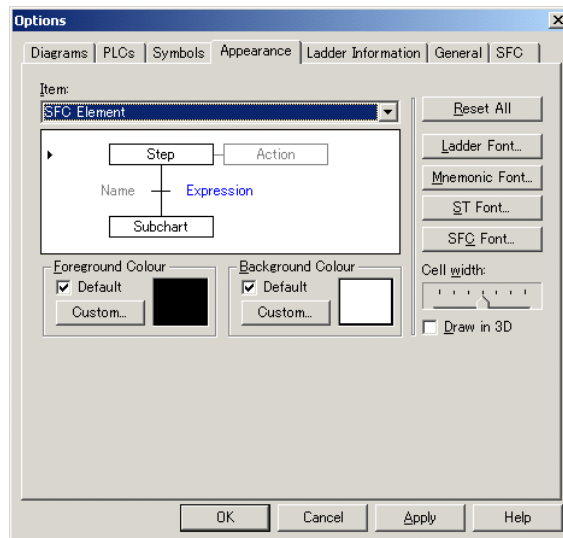 Options
Diagrams PLCs Symbols Appearance Ladder Information General SFC
Item:
SFC Element
Reset All
Step Action
Ladder Font...
Name Expression
Mnemonic Font...
Subchart
ST Font...
SFC Font...
Foreground Colour Background Colour Cell width:
Default Default
Custom... Custom...
Draw in 3D
OK Cancel Apply Help